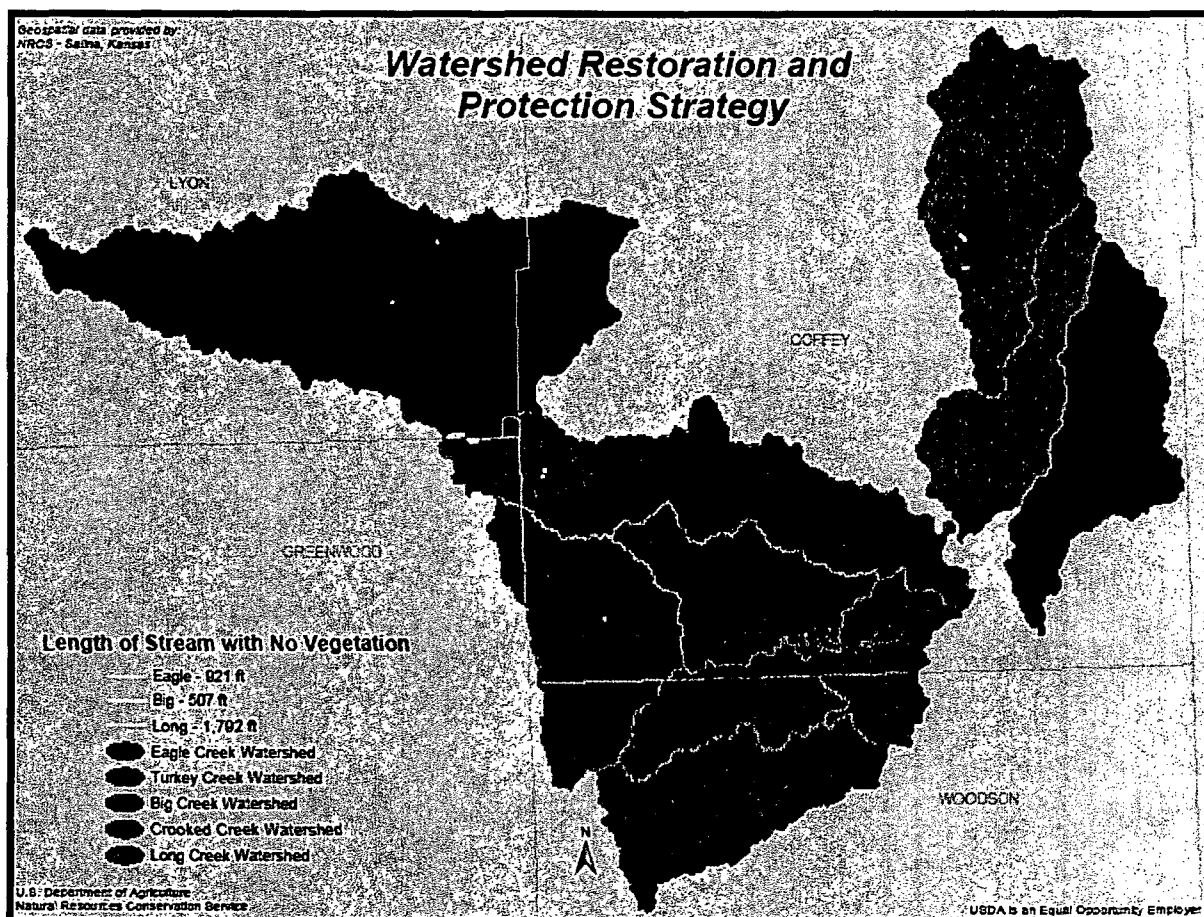 Geospatial data provided by:
NRCS - Salina, Kansas
Watershed Restoration and
Protection Strategy
LYON
COFFEY
GREENWOOD
Length of Stream with No Vegetation
Eagle - 921 ft
Big - 507 ft
Long - 1,792 ft
Eagle Creek Watershed
Turkey Creek Watershed
Big Creek Watershed
Crooked Creek Watershed
Long Creek Watershed
WOODSON
N
U.S. Department of Agriculture
Natural Resources Conservation Service
USDA is an Equal Opportunity Employer